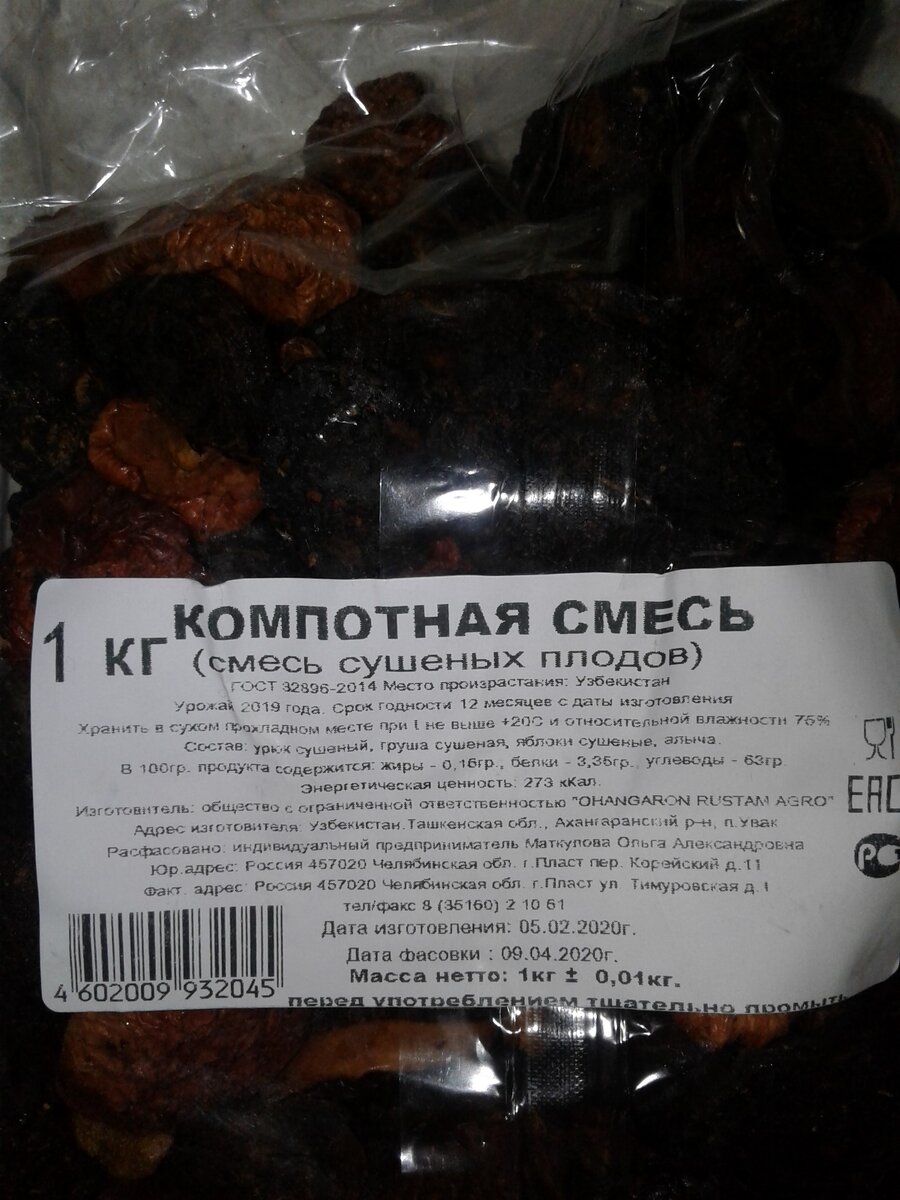 1 КГ
КОМПОТНАЯ СМЕСЬ
(смесь сушеных плодов)
ГОСТ 32896-2014 Место произрастания: Узбекистан
Урожай 2019 года. Срок годности 12 месяцев с даты изготовления
Хранить в сухом прохладном месте при t не выше +20С и относительной влажности 75%
Состав: урюк сушеный, груша сушеная, яблоки сушеные, алыча.
В 100гр. продукта содержится: жиры - 0,16гр., белки - 3,35гр., углеводы - 63гр.
Энергетическая ценность: 273 кКал.
Изготовитель: общество с ограниченной ответственностью "OHANGARON RUSTAM AGRO"
Адрес изготовителя: Узбекистан.Ташкенская обл., Ахангаранский р-н, п.Увак
Расфасовано: индивидуальный предприниматель Маткулова Ольга Александровна
Юр.адрес: Россия 457020 Челябинская обл. г.Пласт пер. Корейский д.11
Факт. адрес: Россия 457020 Челябинская обл. г.Пласт ул. Тимуровская д.1
тел/факс 8 (35160) 2 10 61
Дата изготовления: 05.02.2020г.
Дата фасовки : 09.04.2020г.
Масса нетто: 1кг ± 0,01кг.
перед употреблением тщательно промыть
4 602009 932045
EAC
РС